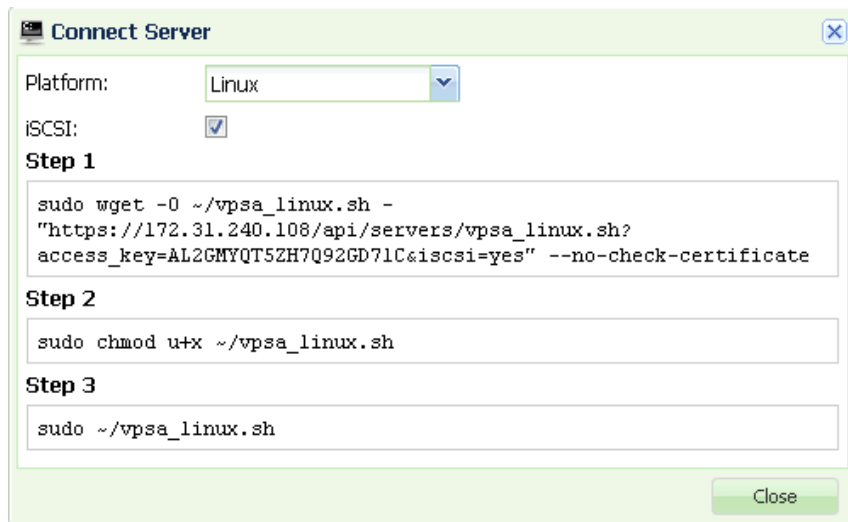 Connect Server
Platform:
Linux
iSCSI:
Step 1
sudo wget -O ~/vpsa_linux.sh -
"https://172.31.240.108/api/servers/vpsa_linux.sh?
access_key=AL2GMYQT5ZH7Q92GD71C&iscsi=yes" --no-check-certificate
Step 2
sudo chmod u+x ~/vpsa_linux.sh
Step 3
sudo ~/vpsa_linux.sh
Close